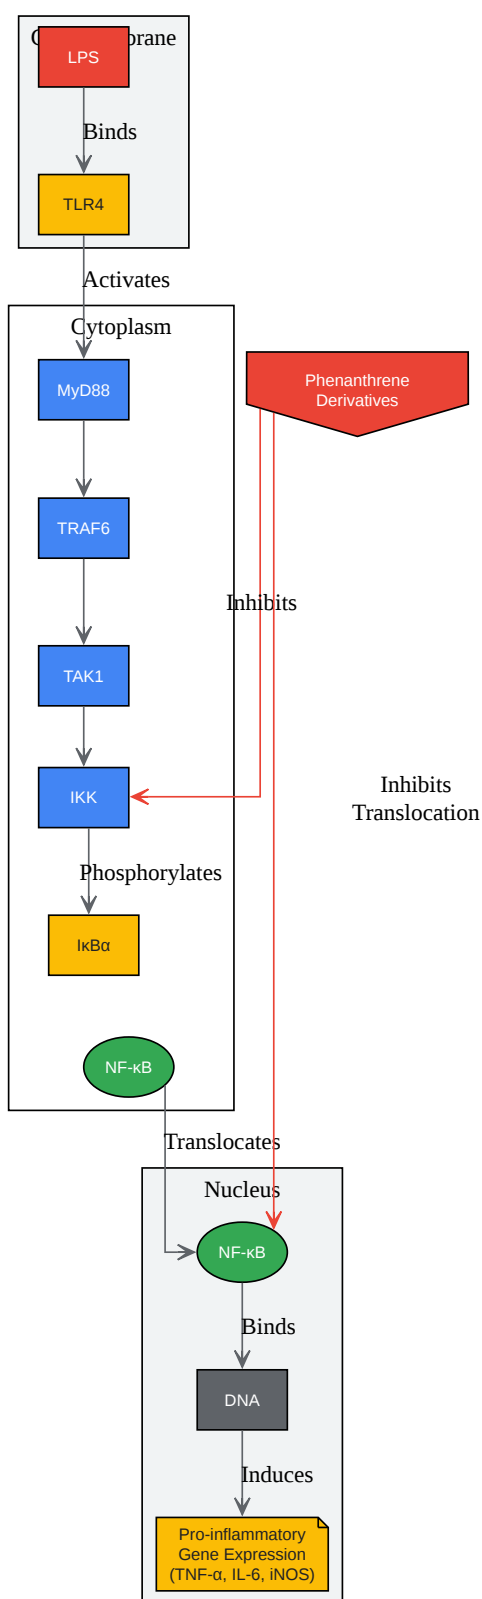 LPS
Binds
TLR4
Activates
Cytoplasm
MyD88
Phenanthrene
Derivatives
TRAF6
Inhibits
TAK1
Inhibits
Translocation
IKK
Phosphorylates
IκBα
NF-κB
Translocates
Nucleus
NF-κB
Binds
DNA
Induces
Pro-inflammatory
Gene Expression
(TNF-α, IL-6, iNOS)